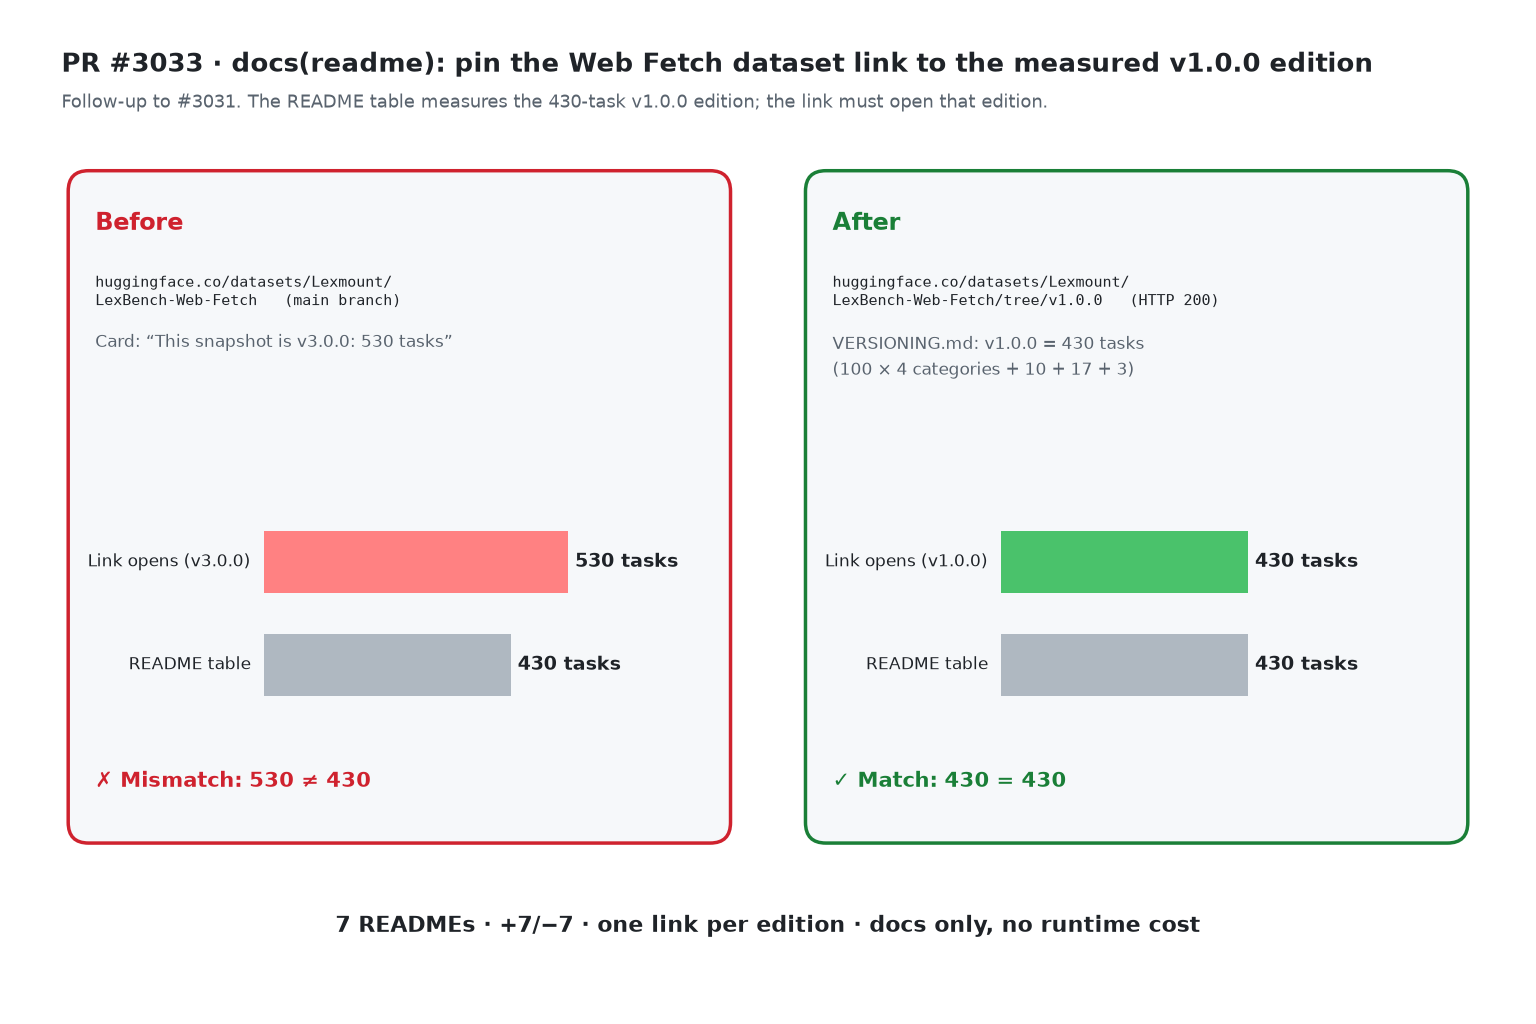 PR #3033 · docs(readme): pin the Web Fetch dataset link to the measured v1.0.0 edition
Follow-up to #3031. The README table measures the 430-task v1.0.0 edition; the link must open that edition.
Before
huggingface.co/datasets/Lexmount/
LexBench-Web-Fetch   (main branch)
Card: “This snapshot is v3.0.0: 530 tasks”
Link opens (v3.0.0)
530 tasks
README table
430 tasks
✗ Mismatch: 530 ≠ 430
After
huggingface.co/datasets/Lexmount/
LexBench-Web-Fetch/tree/v1.0.0   (HTTP 200)
VERSIONING.md: v1.0.0 = 430 tasks
(100 × 4 categories + 10 + 17 + 3)
Link opens (v1.0.0)
430 tasks
README table
430 tasks
✓ Match: 430 = 430
7 READMEs · +7/−7 · one link per edition · docs only, no runtime cost